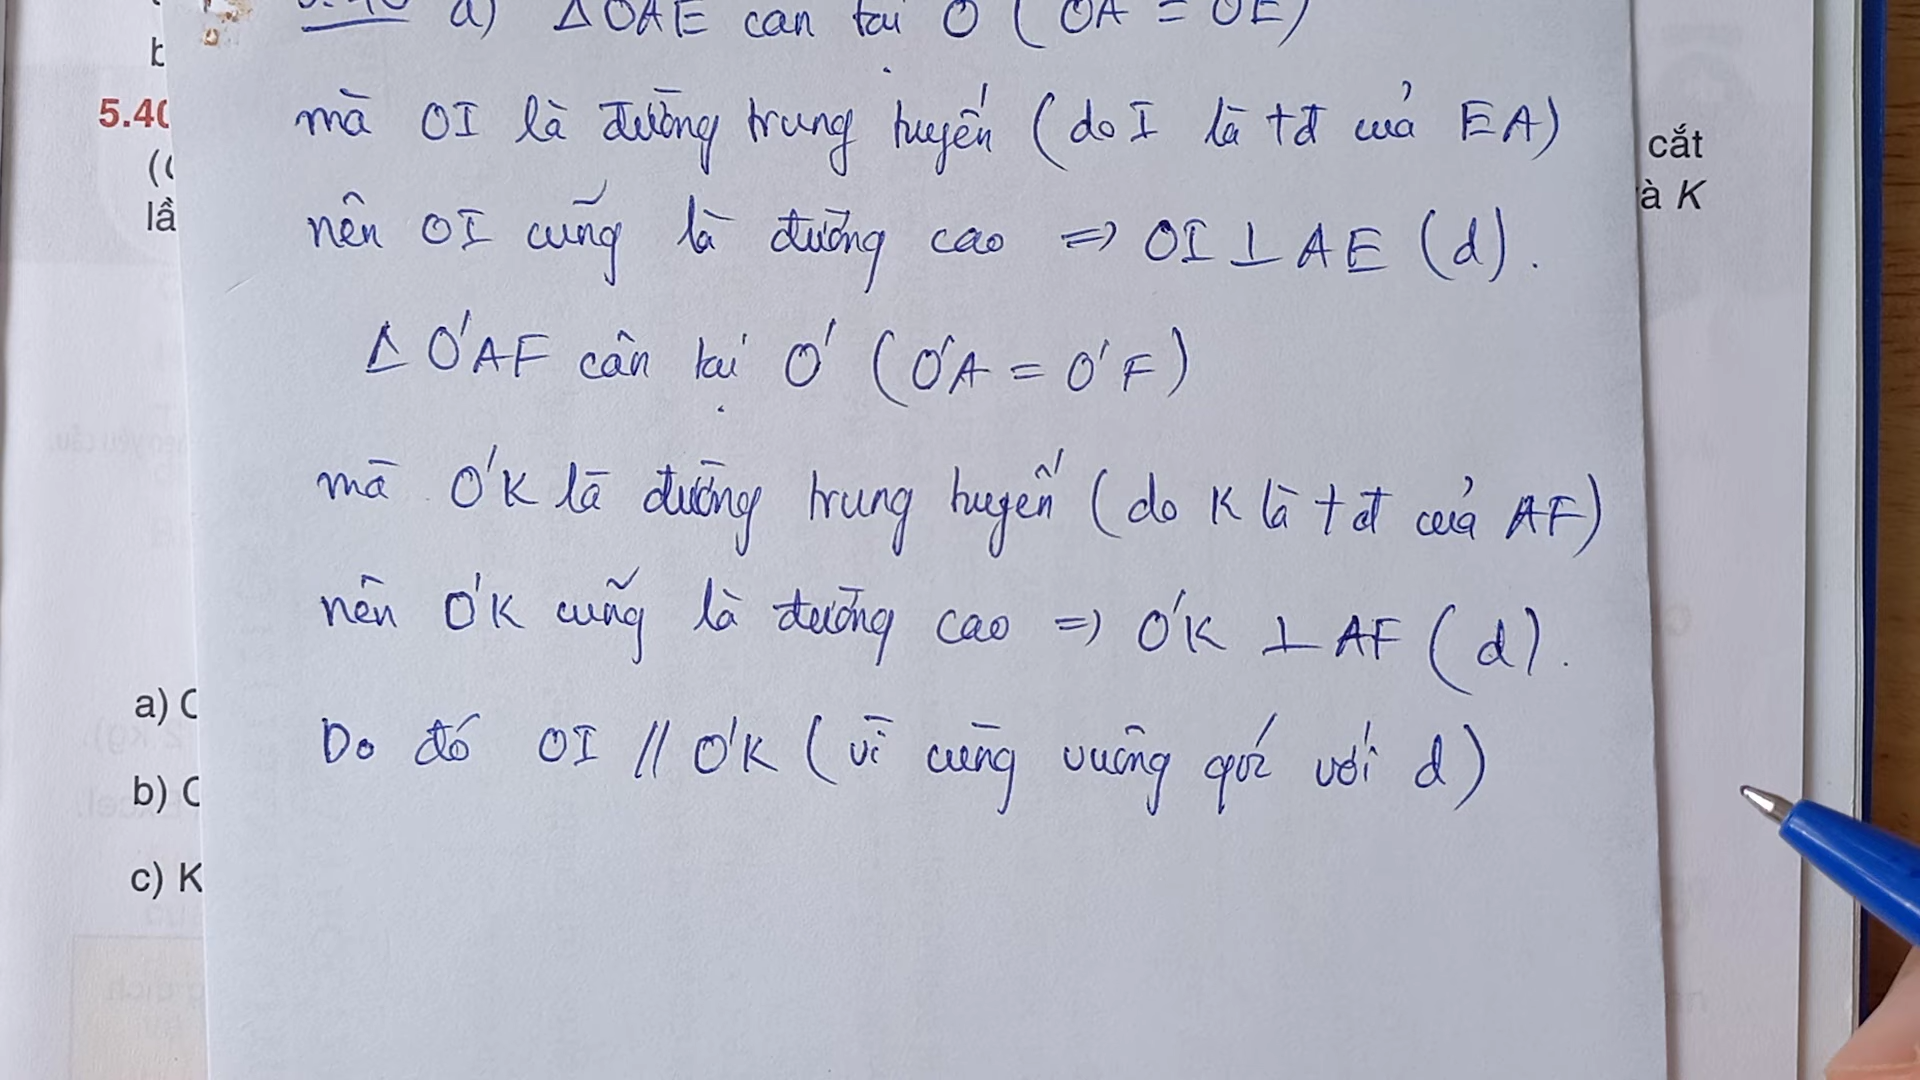 a) ΔOAE cân tại O (OA = OE)
b
5.40
mà OI là đường trung tuyến (do I là tđ của EA)
cắt
(
lầ
nên OI cũng là đường cao => OI ⊥ AE (d).
à K
Δ O'AF cân tại O' (O'A = O'F)
mà O'K là đường trung tuyến (do K là tđ của AF)
nên O'K cũng là đường cao => O'K ⊥ AF (d).
a) C
Do đó OI // O'K (vì cùng vuông góc với d)
b) C
c) K